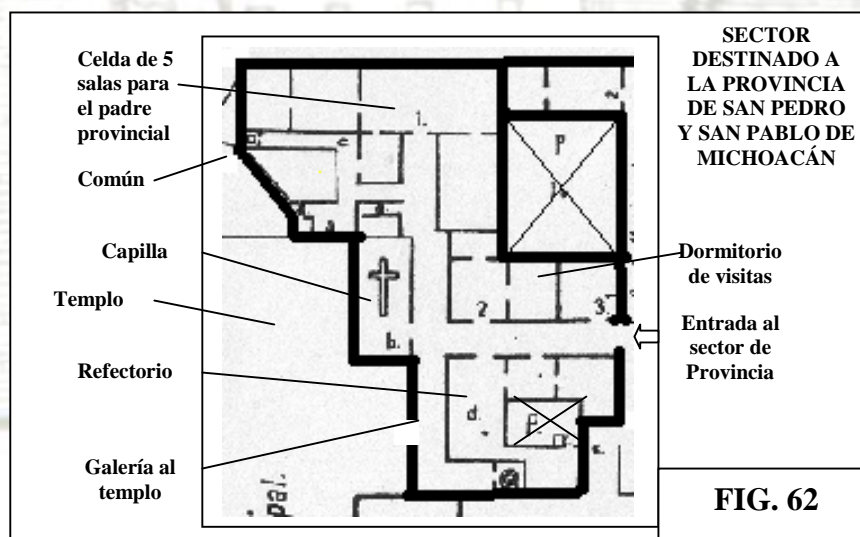 SECTOR
DESTINADO A
LA PROVINCIA
DE SAN PEDRO
Y SAN PABLO DE
MICHOACÁN
Celda de 5
salas para
el padre
provincial
Común
Capilla
Templo
Refectorio
Galería al
templo
Dormitorio
de visitas
Entrada al
sector de
Provincia
1.
c
2
p
a
2
3.
b.
d.
pal.
FIG. 62